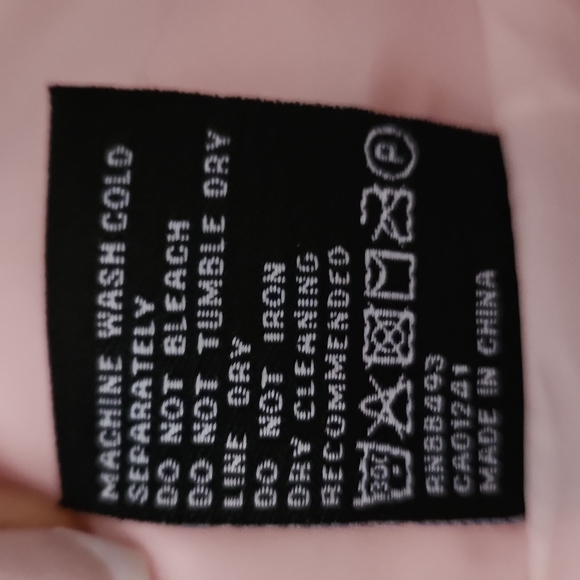 MACHINE WASH COLD
SEPARATELY
DO NOT BLEACH
DO NOT TUMBLE DRY
LINE DRY
DO NOT IRON
DRY CLEANING
RECOMMENDED
30° P
RN88493
CA01241
MADE IN CHINA